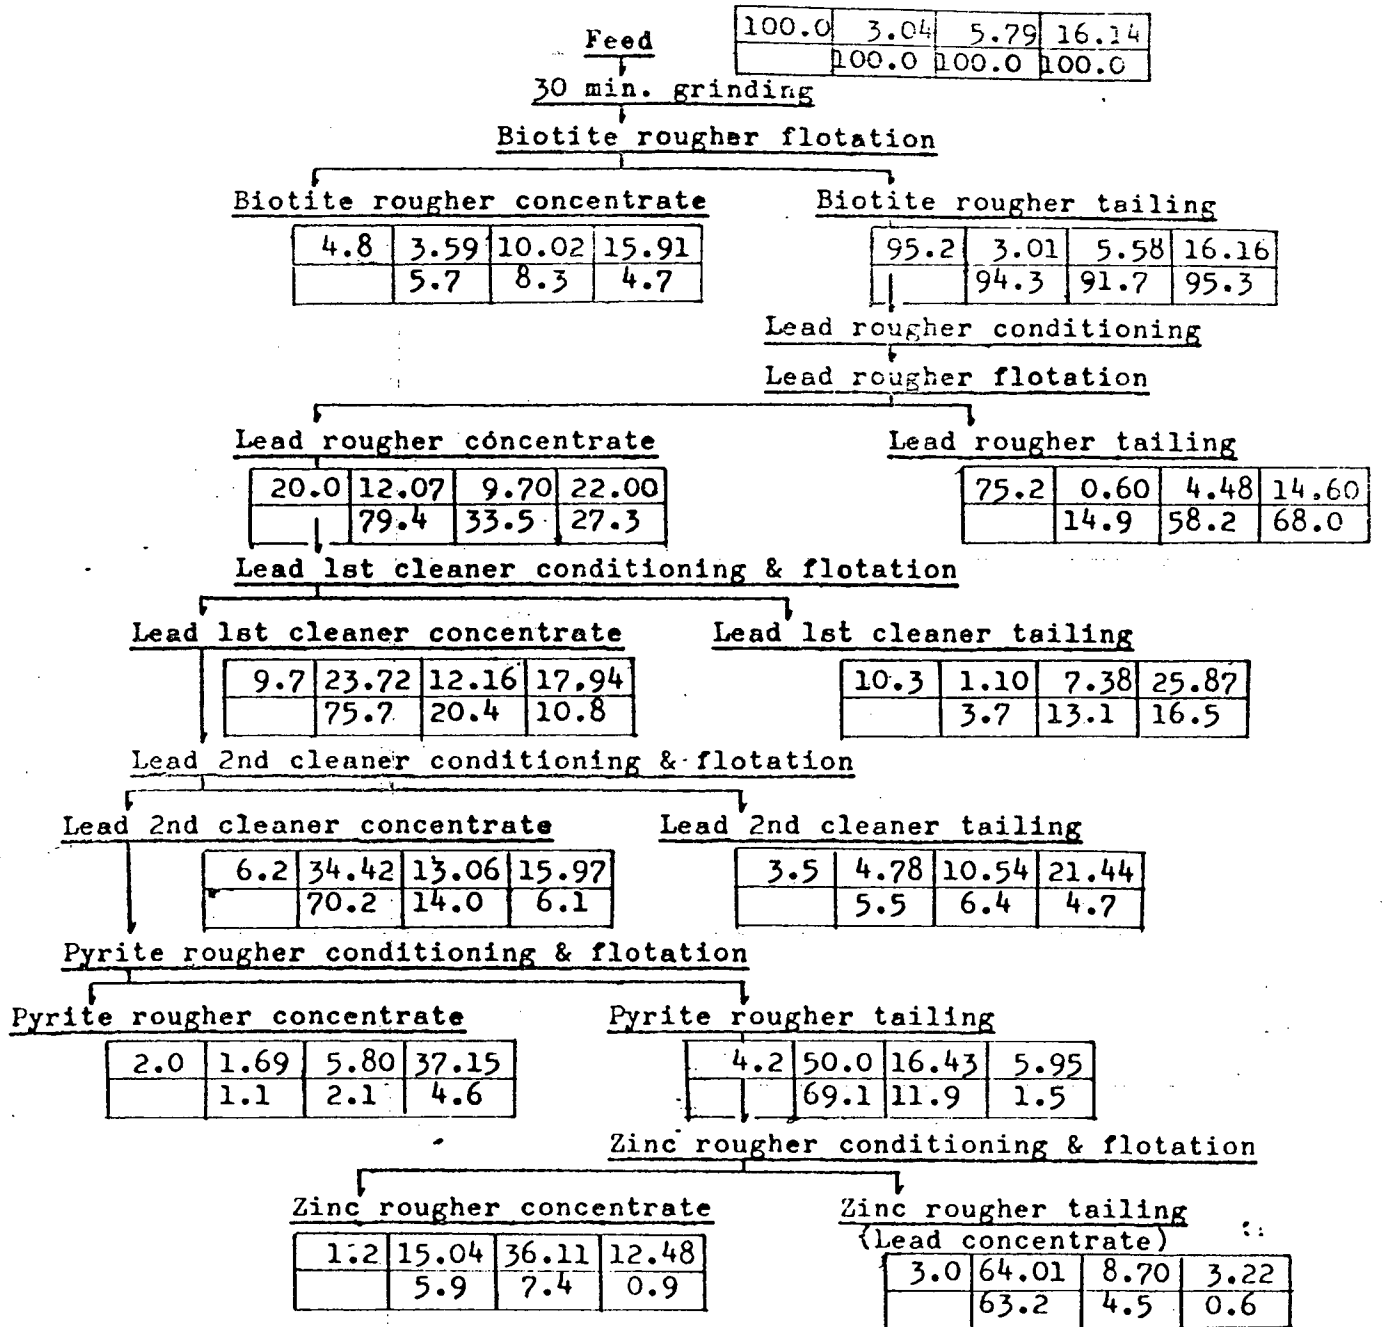 Feed
100.0 3.04 5.79 16.14
100.0 100.0 100.0
30 min. grinding
Biotite rougher flotation
Biotite rougher concentrate
4.8 3.59 10.02 15.91
5.7 8.3 4.7
Biotite rougher tailing
95.2 3.01 5.58 16.16
94.3 91.7 95.3
Lead rougher conditioning
Lead rougher flotation
Lead rougher concentrate
20.0 12.07 9.70 22.00
79.4 33.5 27.3
Lead rougher tailing
75.2 0.60 4.48 14.60
14.9 58.2 68.0
Lead 1st cleaner conditioning & flotation
Lead 1st cleaner concentrate
9.7 23.72 12.16 17.94
75.7 20.4 10.8
Lead 1st cleaner tailing
10.3 1.10 7.38 25.87
3.7 13.1 16.5
Lead 2nd cleaner conditioning & flotation
Lead 2nd cleaner concentrate
6.2 34.42 13.06 15.97
70.2 14.0 6.1
Lead 2nd cleaner tailing
3.5 4.78 10.54 21.44
5.5 6.4 4.7
Pyrite rougher conditioning & flotation
Pyrite rougher concentrate
2.0 1.69 5.80 37.15
1.1 2.1 4.6
Pyrite rougher tailing
4.2 50.0 16.43 5.95
69.1 11.9 1.5
Zinc rougher conditioning & flotation
Zinc rougher concentrate
1.2 15.04 36.11 12.48
5.9 7.4 0.9
Zinc rougher tailing
(Lead concentrate)
3.0 64.01 8.70 3.22
63.2 4.5 0.6